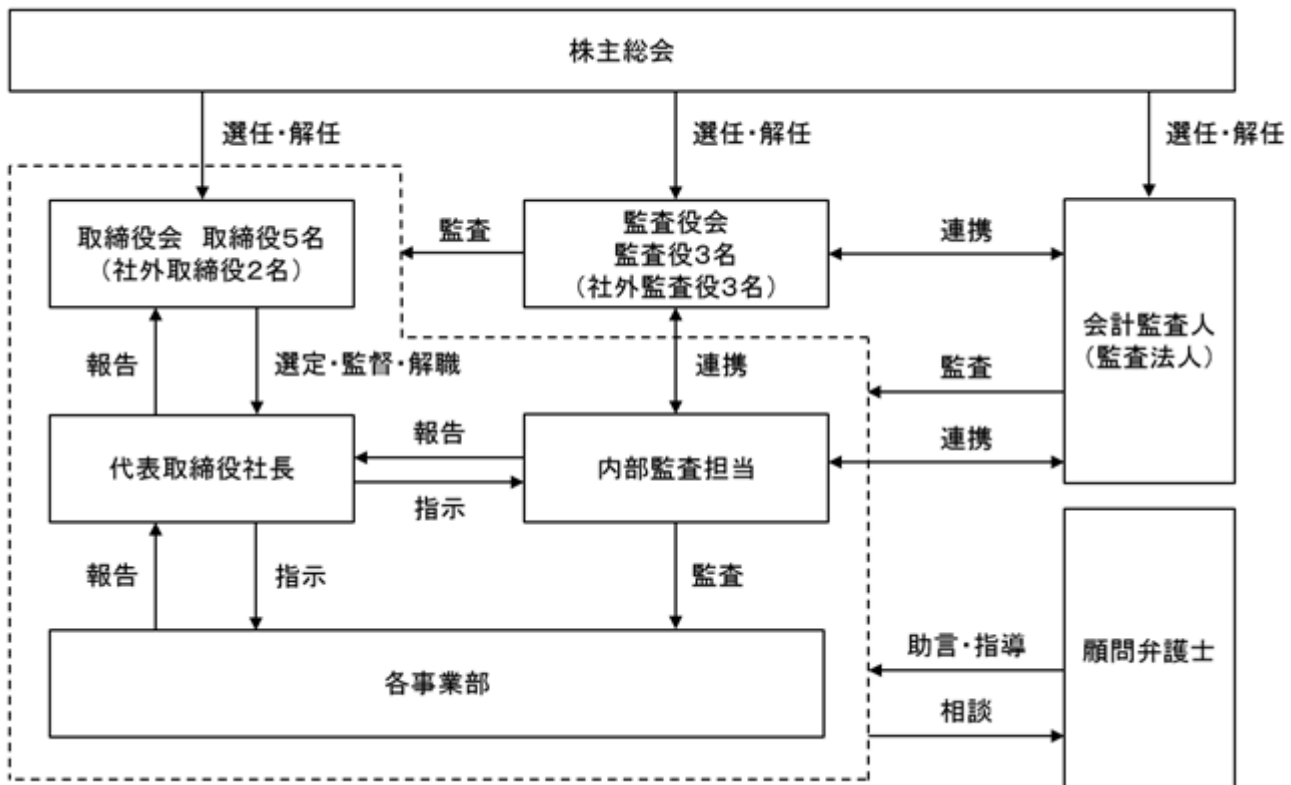 株主総会
選任・解任
選任・解任
選任・解任
取締役会 取締役5名
（社外取締役2名）
監査
監査役会
監査役3名
（社外監査役3名）
連携
会計監査人
（監査法人）
報告
選定・監督・解職
連携
監査
代表取締役社長
報告
指示
内部監査担当
連携
報告
指示
監査
各事業部
助言・指導
相談
顧問弁護士